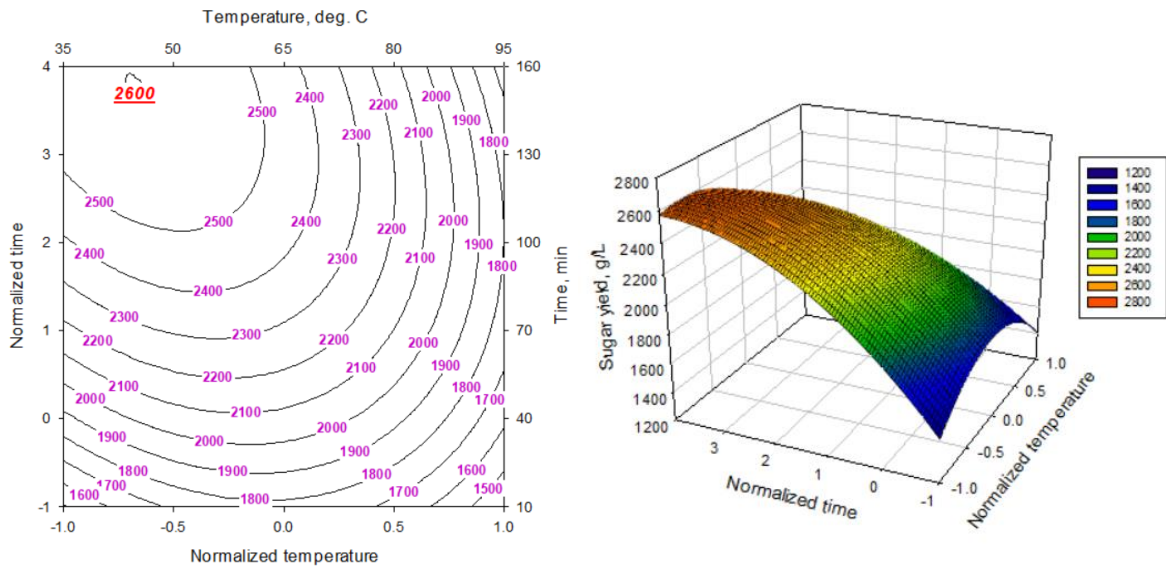 Temperature, deg. C
35 50 65 80 95
4 160
2600
2500 2400 2300 2200 2100 2000 1900 1800
3 130
2500 2500 2400 2300 2200 2100 2000 1900 1800
2 100
2400 2400
2300 2300 2200 2100 2000 1900 1800 1700
1 70
2200 2200
2100 2100 2000 1900 1800 1700
0 40
2000 2000
1900 1900 1800 1700 1600 1500
1800 1800
1700
1600
-1 10
-1.0 -0.5 0.0 0.5 1.0
Normalized temperature
Normalized time
Time, min
2800
2600
2400
2200
2000
1800
1600
1400
1200
Sugar yield, g/L
3 2 1 0 -1
Normalized time
-1.0 -0.5 0.0 0.5 1.0
Normalized temperature
1200
1400
1600
1800
2000
2200
2400
2600
2800